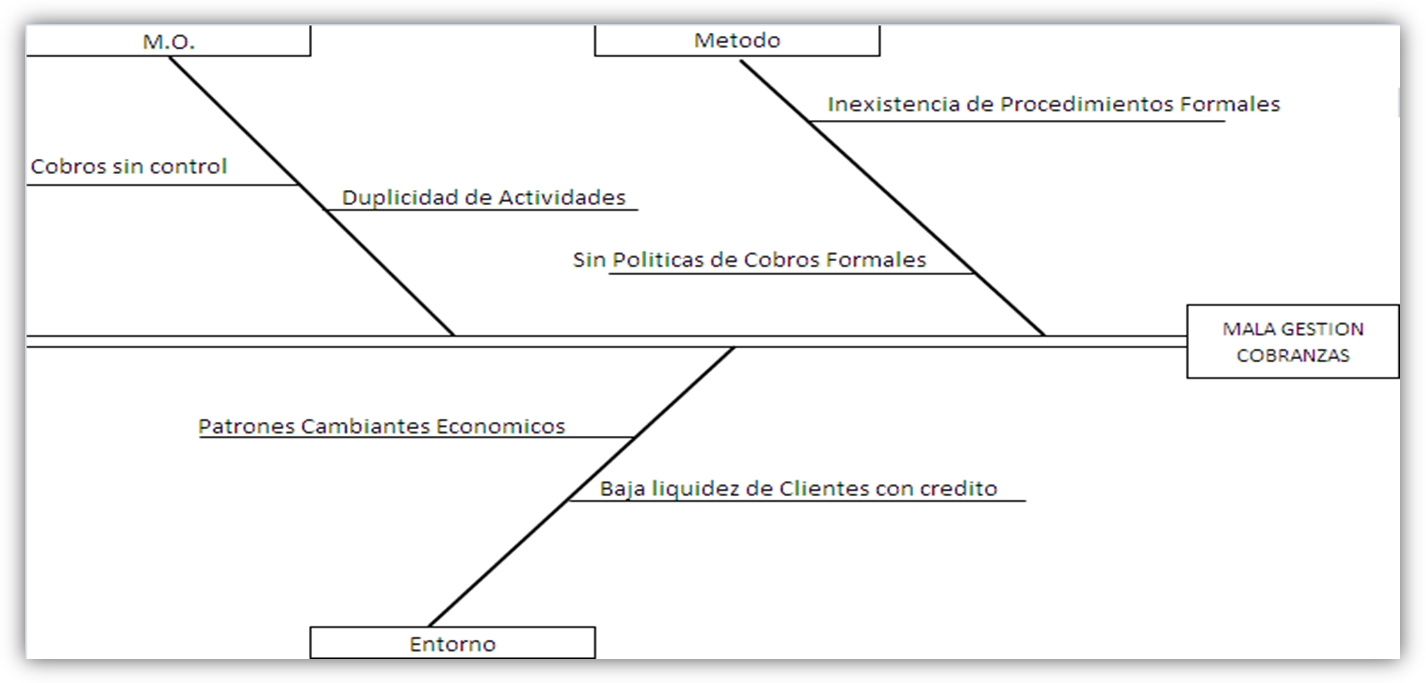 M.O.
Metodo
Inexistencia de Procedimientos Formales
Cobros sin control
Duplicidad de Actividades
Sin Politicas de Cobros Formales
MALA GESTION
COBRANZAS
Patrones Cambiantes Economicos
Baja liquidez de Clientes con credito
Entorno